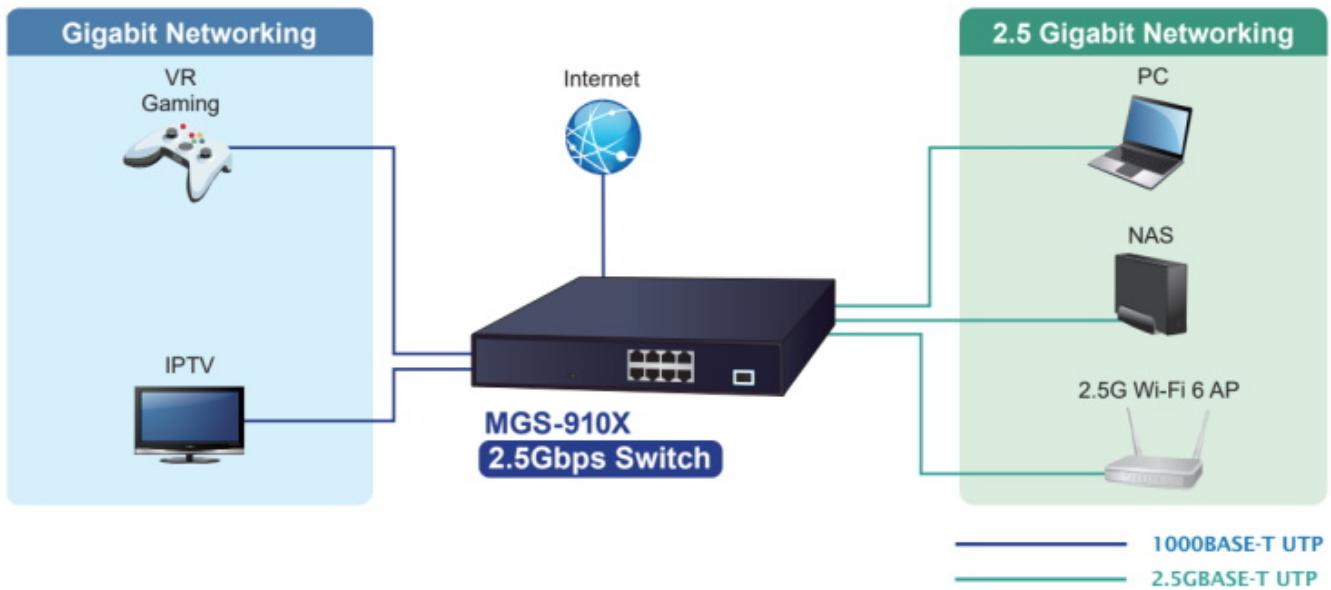 Gigabit Networking
VR
Gaming
IPTV
Internet
MGS-910X
2.5Gbps Switch
2.5 Gigabit Networking
PC
NAS
2.5G Wi-Fi 6 AP
1000BASE-T UTP
2.5GBASE-T UTP